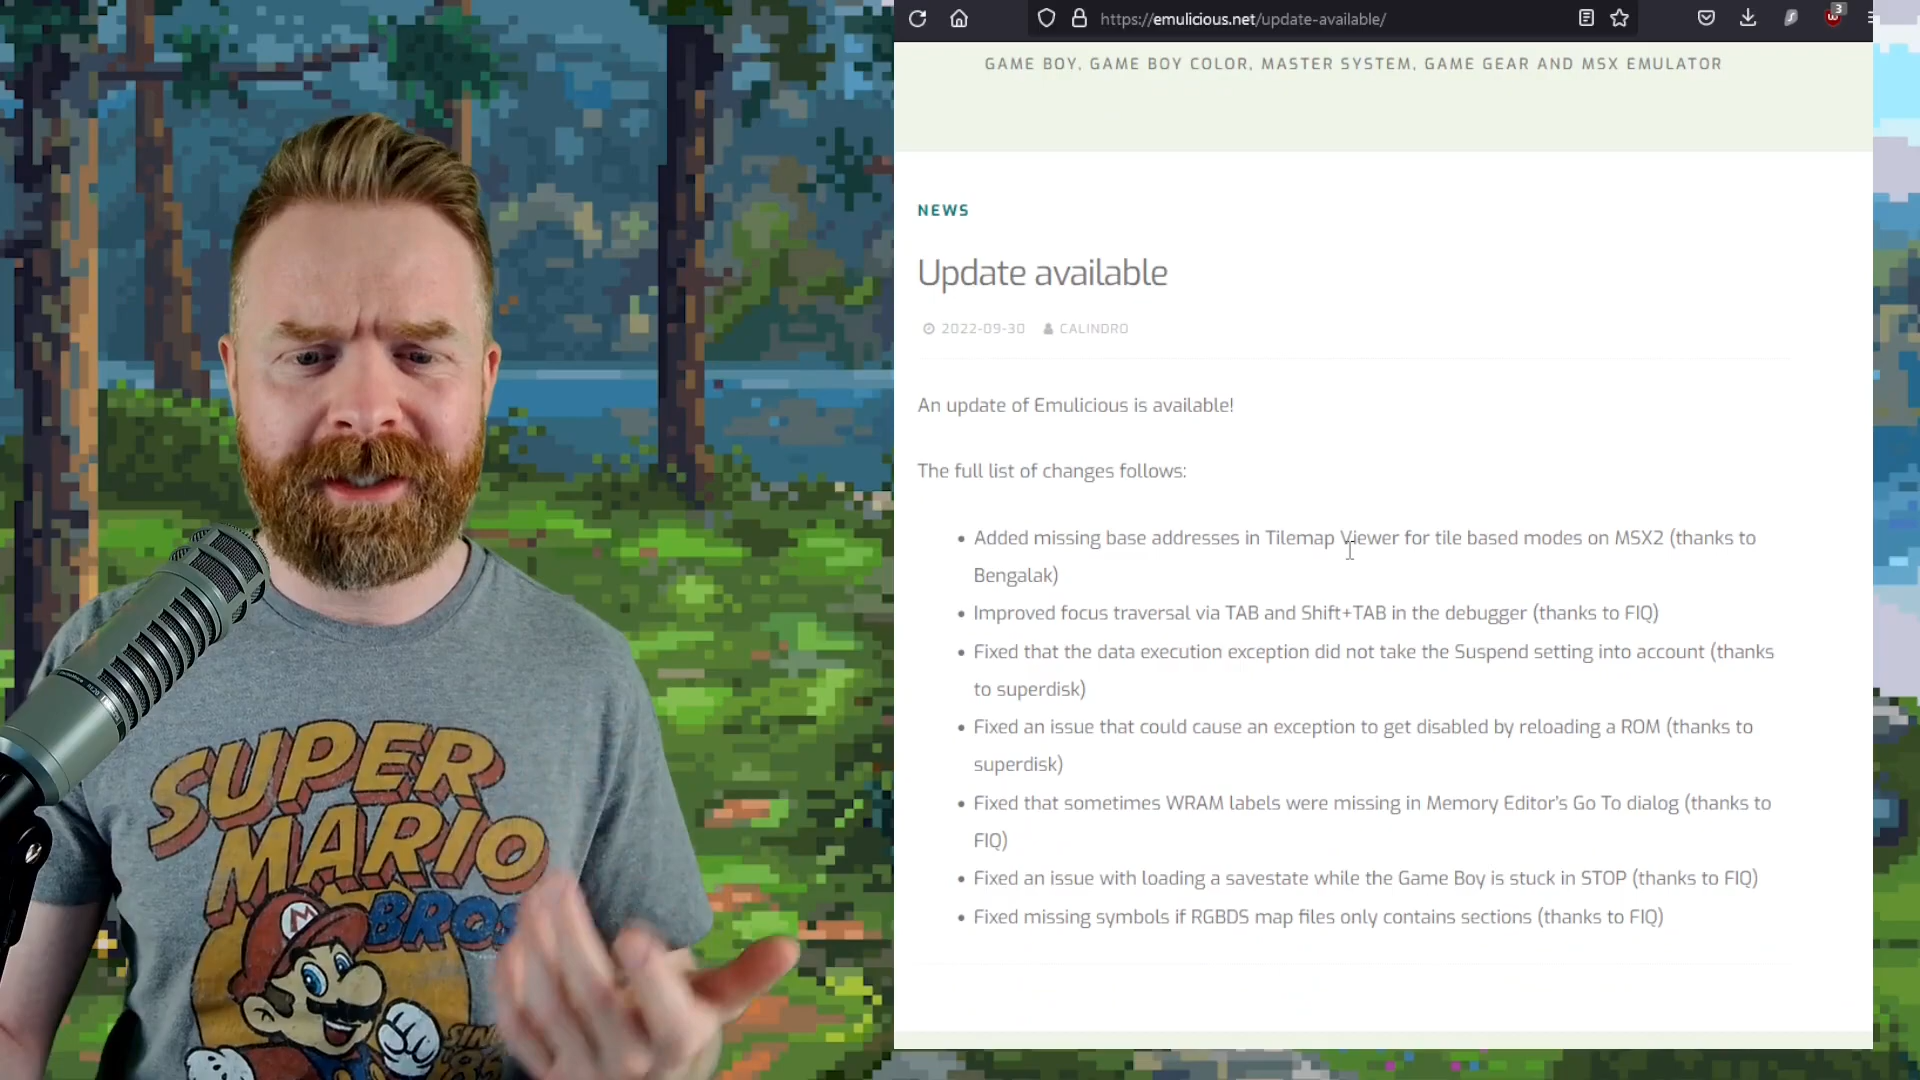 https://emulicious.net/update-available/
3
GAME BOY, GAME BOY COLOR, MASTER SYSTEM, GAME GEAR AND MSX EMULATOR
NEWS
Update available
2022-09-30 CALINDRO
An update of Emulicious is available!
The full list of changes follows:
• Added missing base addresses in Tilemap Viewer for tile based modes on MSX2 (thanks to
Bengalak)
• Improved focus traversal via TAB and Shift+TAB in the debugger (thanks to FIQ)
• Fixed that the data execution exception did not take the Suspend setting into account (thanks
to superdisk)
• Fixed an issue that could cause an exception to get disabled by reloading a ROM (thanks to
superdisk)
• Fixed that sometimes WRAM labels were missing in Memory Editor's Go To dialog (thanks to
FIQ)
• Fixed an issue with loading a savestate while the Game Boy is stuck in STOP (thanks to FIQ)
• Fixed missing symbols if RGBDS map files only contains sections (thanks to FIQ)
SUPER
MARIO
BROS
M